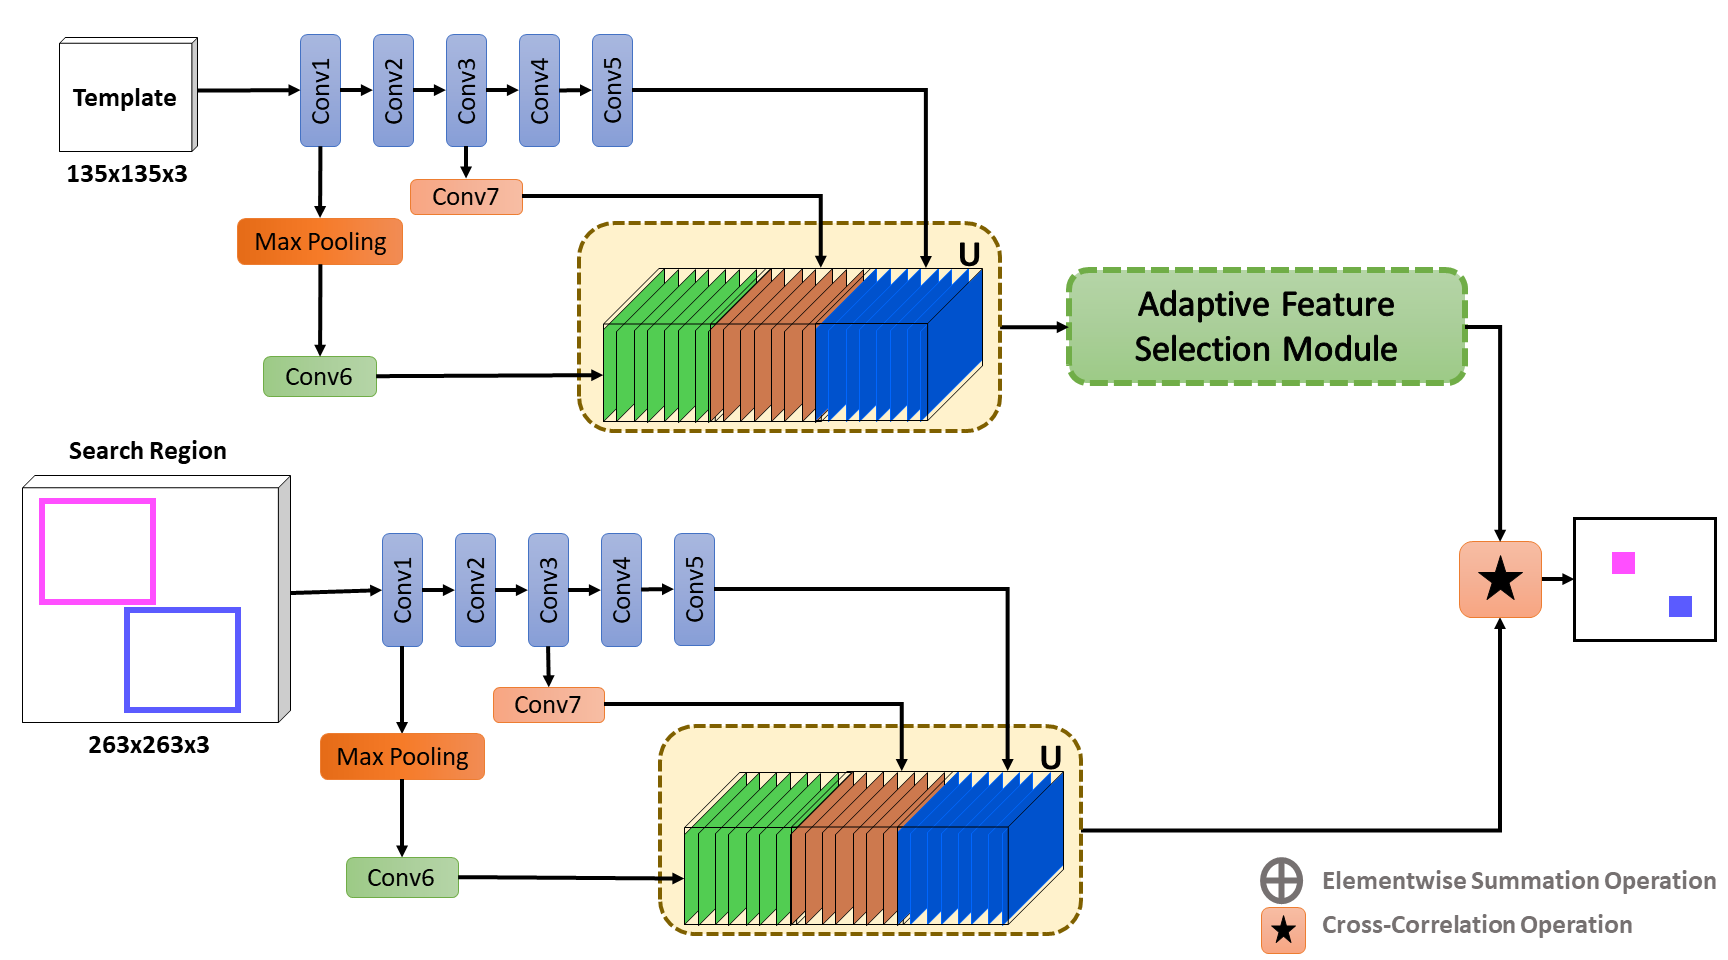 Template
135x135x3
Conv1
Conv2
Conv3
Conv4
Conv5
Conv7
Max Pooling
Conv6
U
Adaptive Feature
Selection Module
Search Region
263x263x3
Conv1
Conv2
Conv3
Conv4
Conv5
Conv7
Max Pooling
Conv6
U
Elementwise Summation Operation
Cross-Correlation Operation